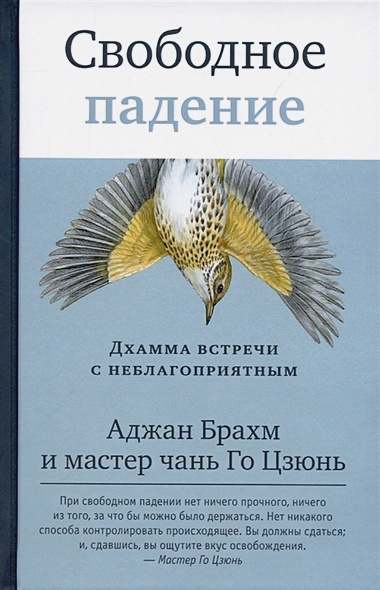 Свободное
падение
Дхамма встречи
с неблагоприятным
Аджан Брахм
и мастер чань Го Цзюнь
При свободном падении нет ничего прочного, ничего
из того, за что бы можно было держаться. Нет никакого
способа контролировать происходящее. Вы должны сдаться;
и, сдавшись, вы ощутите вкус освобождения.
— Мастер Го Цзюнь